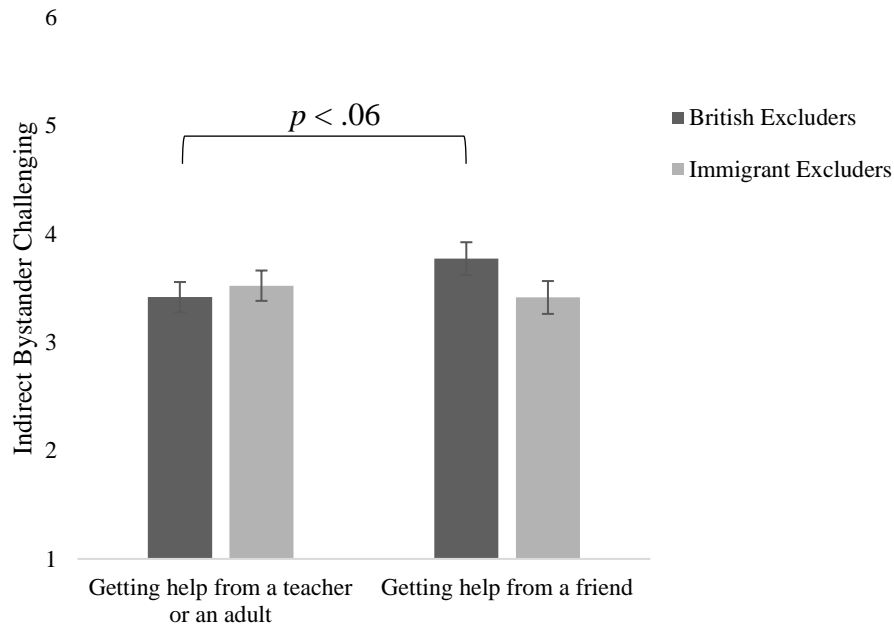 6
p < .06
5
British Excluders
Immigrant Excluders
4
3
2
1
Indirect Bystander Challenging
Getting help from a teacher
or an adult
Getting help from a friend